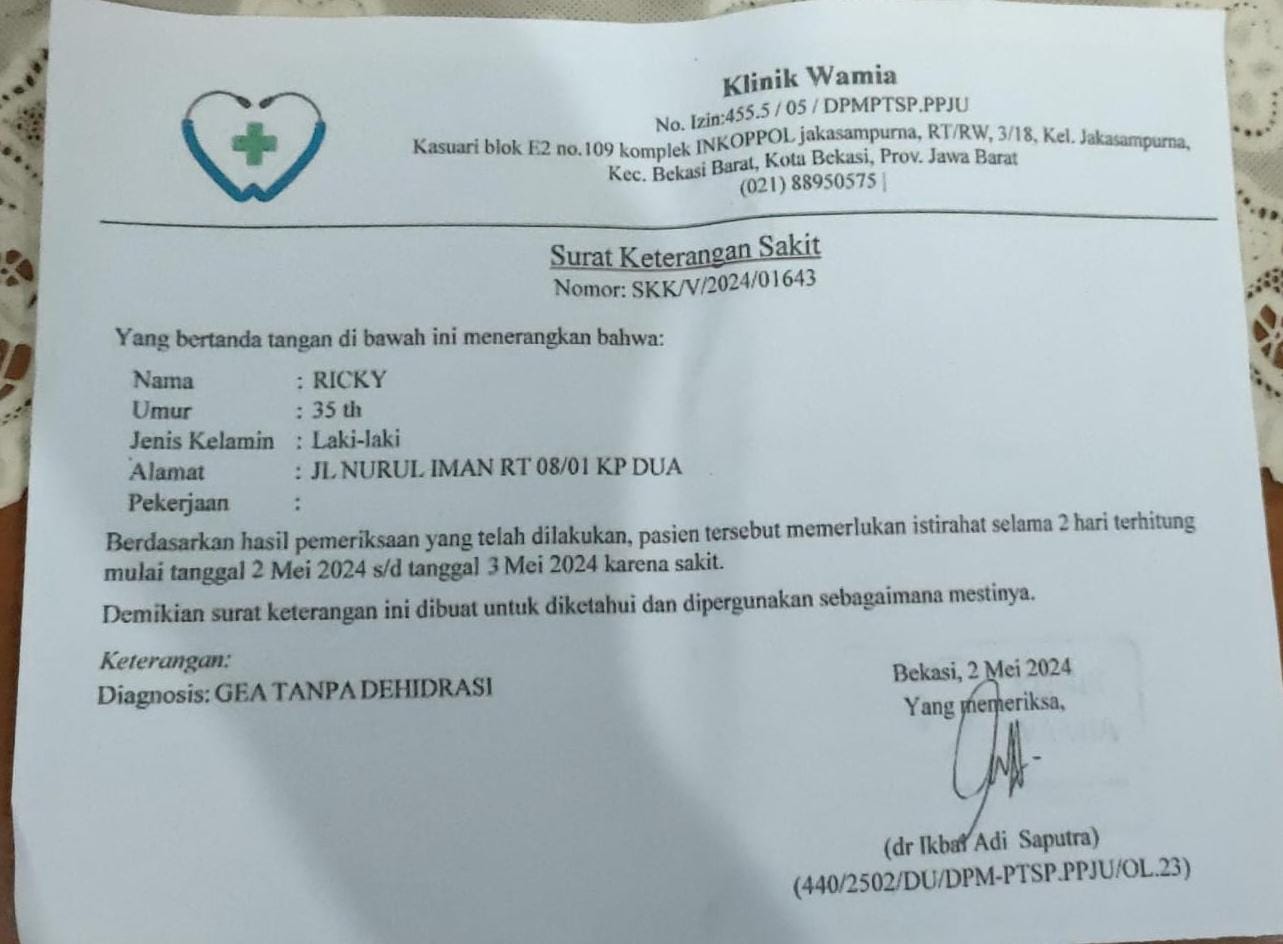 Klinik Wamia
No. Izin:455.5 / 05 / DPMPTSP.PPJU
Kasuari blok E2 no.109 komplek INKOPPOL jakasampurna, RT/RW, 3/18, Kel. Jakasampurna,
Kec. Bekasi Barat, Kota Bekasi, Prov. Jawa Barat
(021) 88950575
Surat Keterangan Sakit
Nomor: SKK/V/2024/01643
Yang bertanda tangan di bawah ini menerangkan bahwa:
Nama : RICKY
Umur : 35 th
Jenis Kelamin : Laki-laki
Alamat : JL NURUL IMAN RT 08/01 KP DUA
Pekerjaan :
Berdasarkan hasil pemeriksaan yang telah dilakukan, pasien tersebut memerlukan istirahat selama 2 hari terhitung
mulai tanggal 2 Mei 2024 s/d tanggal 3 Mei 2024 karena sakit.
Demikian surat keterangan ini dibuat untuk diketahui dan dipergunakan sebagaimana mestinya.
Keterangan:
Diagnosis: GEA TANPA DEHIDRASI
Bekasi, 2 Mei 2024
Yang memeriksa,
(dr Ikbal Adi Saputra)
(440/2502/DU/DPM-PTSP.PPJU/OL.23)